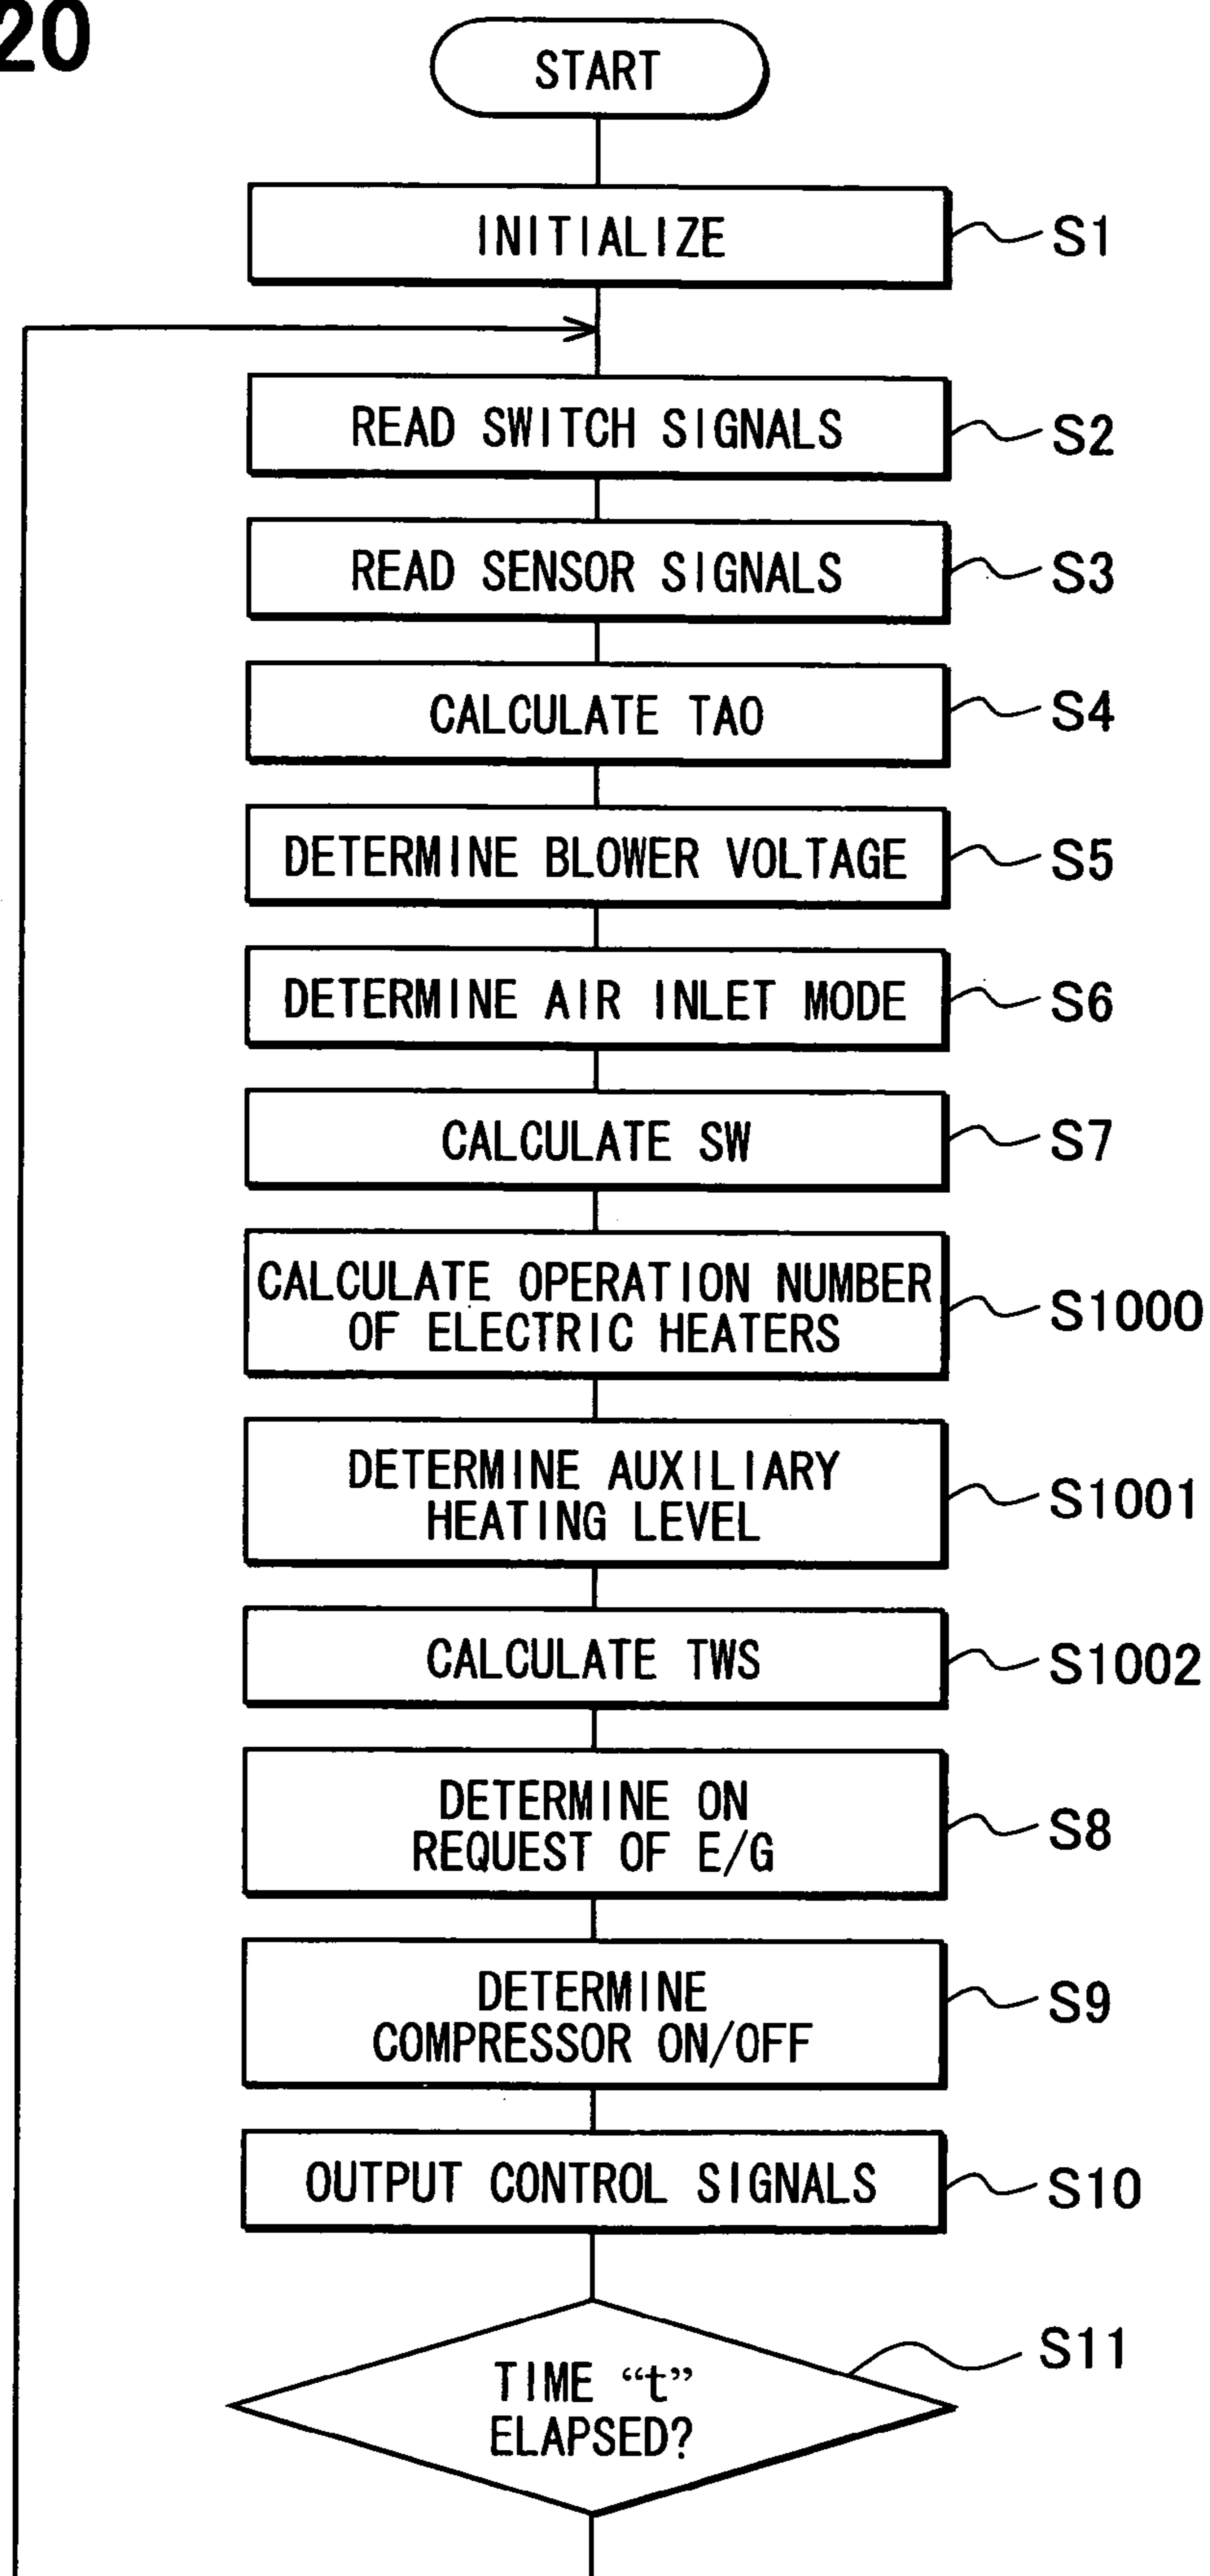 20
START
INITIALIZE
S1
READ SWITCH SIGNALS
S2
READ SENSOR SIGNALS
S3
CALCULATE TAO
S4
DETERMINE BLOWER VOLTAGE
S5
DETERMINE AIR INLET MODE
S6
CALCULATE SW
S7
CALCULATE OPERATION NUMBER
OF ELECTRIC HEATERS
S1000
DETERMINE AUXILIARY
HEATING LEVEL
S1001
CALCULATE TWS
S1002
DETERMINE ON
REQUEST OF E/G
S8
DETERMINE
COMPRESSOR ON/OFF
S9
OUTPUT CONTROL SIGNALS
S10
TIME “t”
ELAPSED?
S11